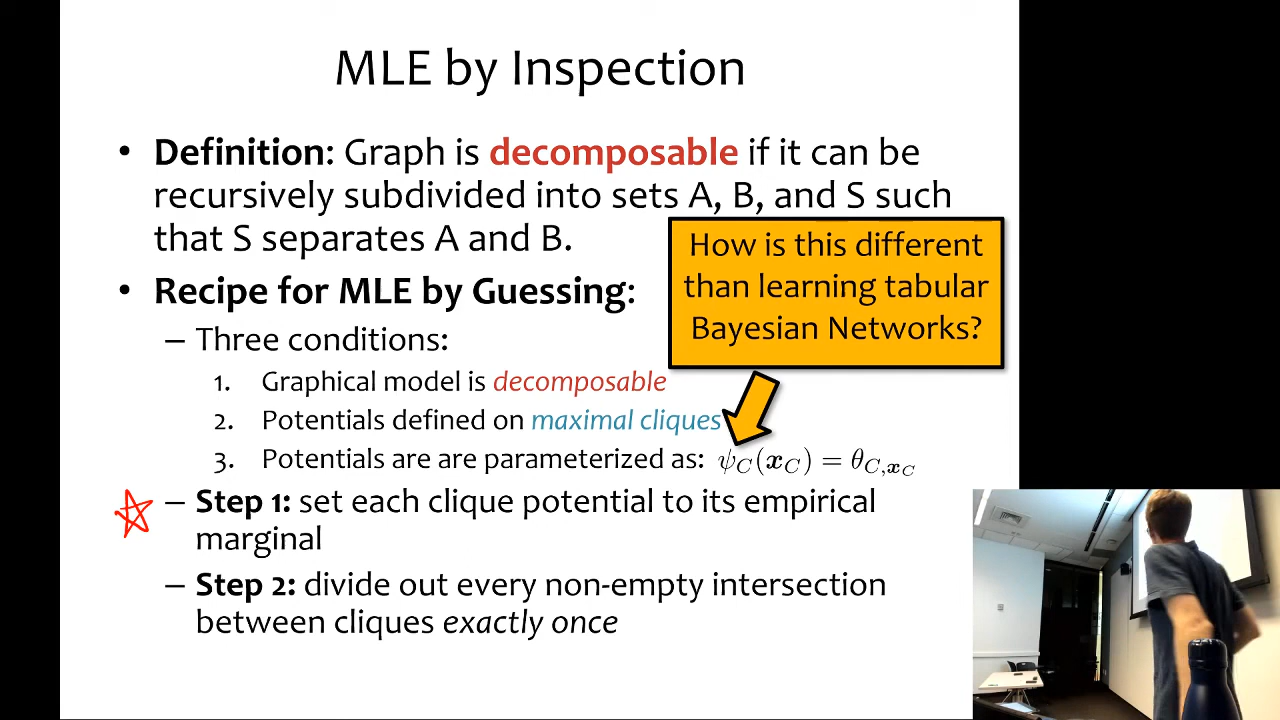 MLE by Inspection
• Definition: Graph is decomposable if it can be
recursively subdivided into sets A, B, and S such
that S separates A and B.
How is this different
than learning tabular
Bayesian Networks?
• Recipe for MLE by Guessing:
– Three conditions:
1. Graphical model is decomposable
2. Potentials defined on maximal cliques
3. Potentials are are parameterized as: ψ_C(x_C) = θ_{C,x_C}
– Step 1: set each clique potential to its empirical
marginal
– Step 2: divide out every non-empty intersection
between cliques exactly once